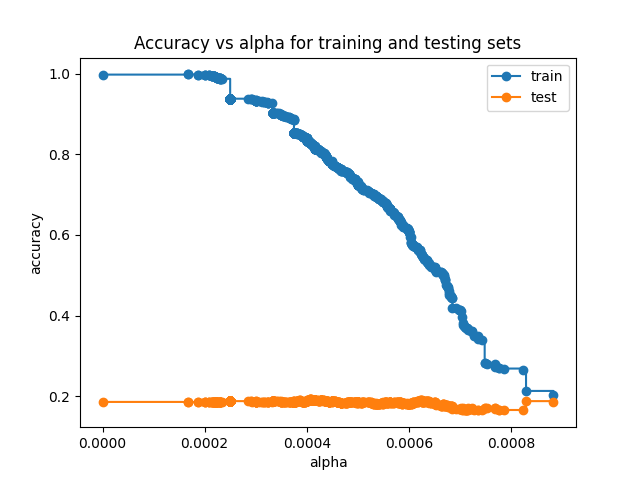 Accuracy vs alpha for training and testing sets
train
test
1.0
0.8
0.6
0.4
0.2
accuracy
0.0000
0.0002
0.0004
0.0006
0.0008
alpha